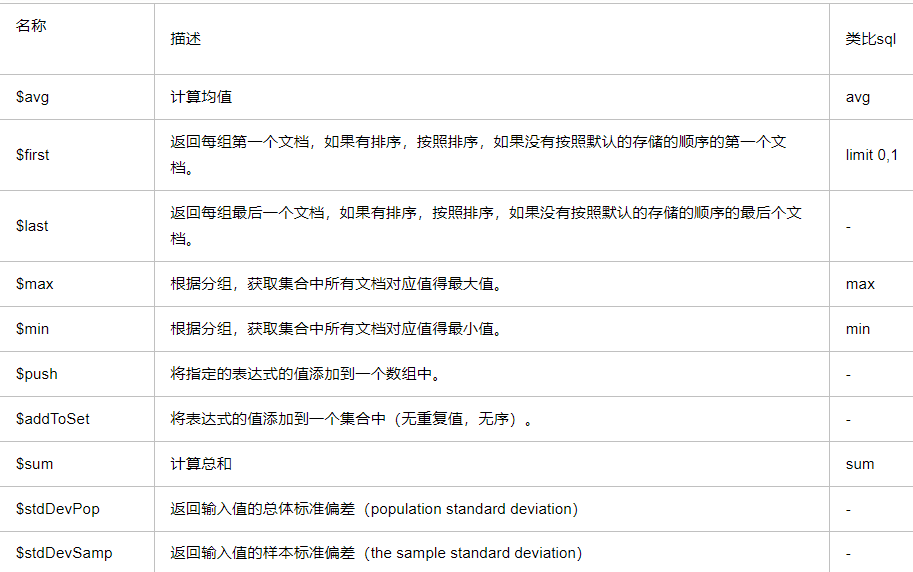 名称
描述
类比sql
$avg
计算均值
avg
$first
返回每组第一个文档，如果有排序，按照排序，如果没有按照默认的存储的顺序的第一个文
档。
limit 0,1
$last
返回每组最后一个文档，如果有排序，按照排序，如果没有按照默认的存储的顺序的最后个文
档。
-
$max
根据分组，获取集合中所有文档对应值得最大值。
max
$min
根据分组，获取集合中所有文档对应值得最小值。
min
$push
将指定的表达式的值添加到一个数组中。
-
$addToSet
将表达式的值添加到一个集合中（无重复值，无序）。
-
$sum
计算总和
sum
$stdDevPop
返回输入值的总体标准偏差（population standard deviation）
-
$stdDevSamp
返回输入值的样本标准偏差（the sample standard deviation）
-